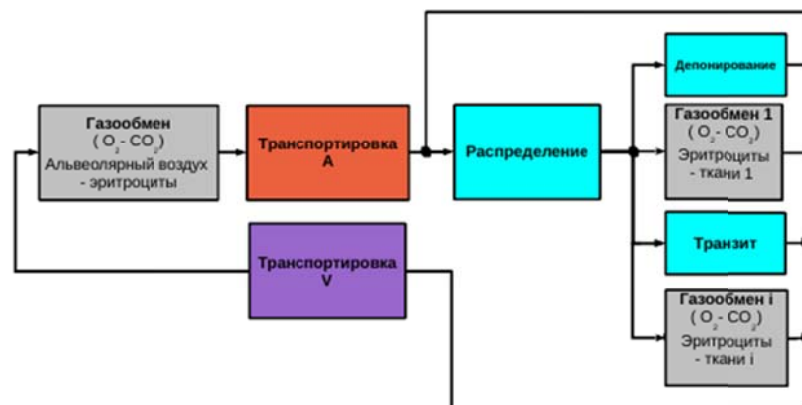 Газообмен
( O₂ - CO₂)
Альвеолярный воздух
- эритроциты
Транспортировка
А
Распределение
Депонирование
Газообмен 1
( O₂ - CO₂)
Эритроциты
- ткани 1
Транзит
Транспортировка
V
Газообмен i
( O₂ - CO₂)
Эритроциты
- ткани i